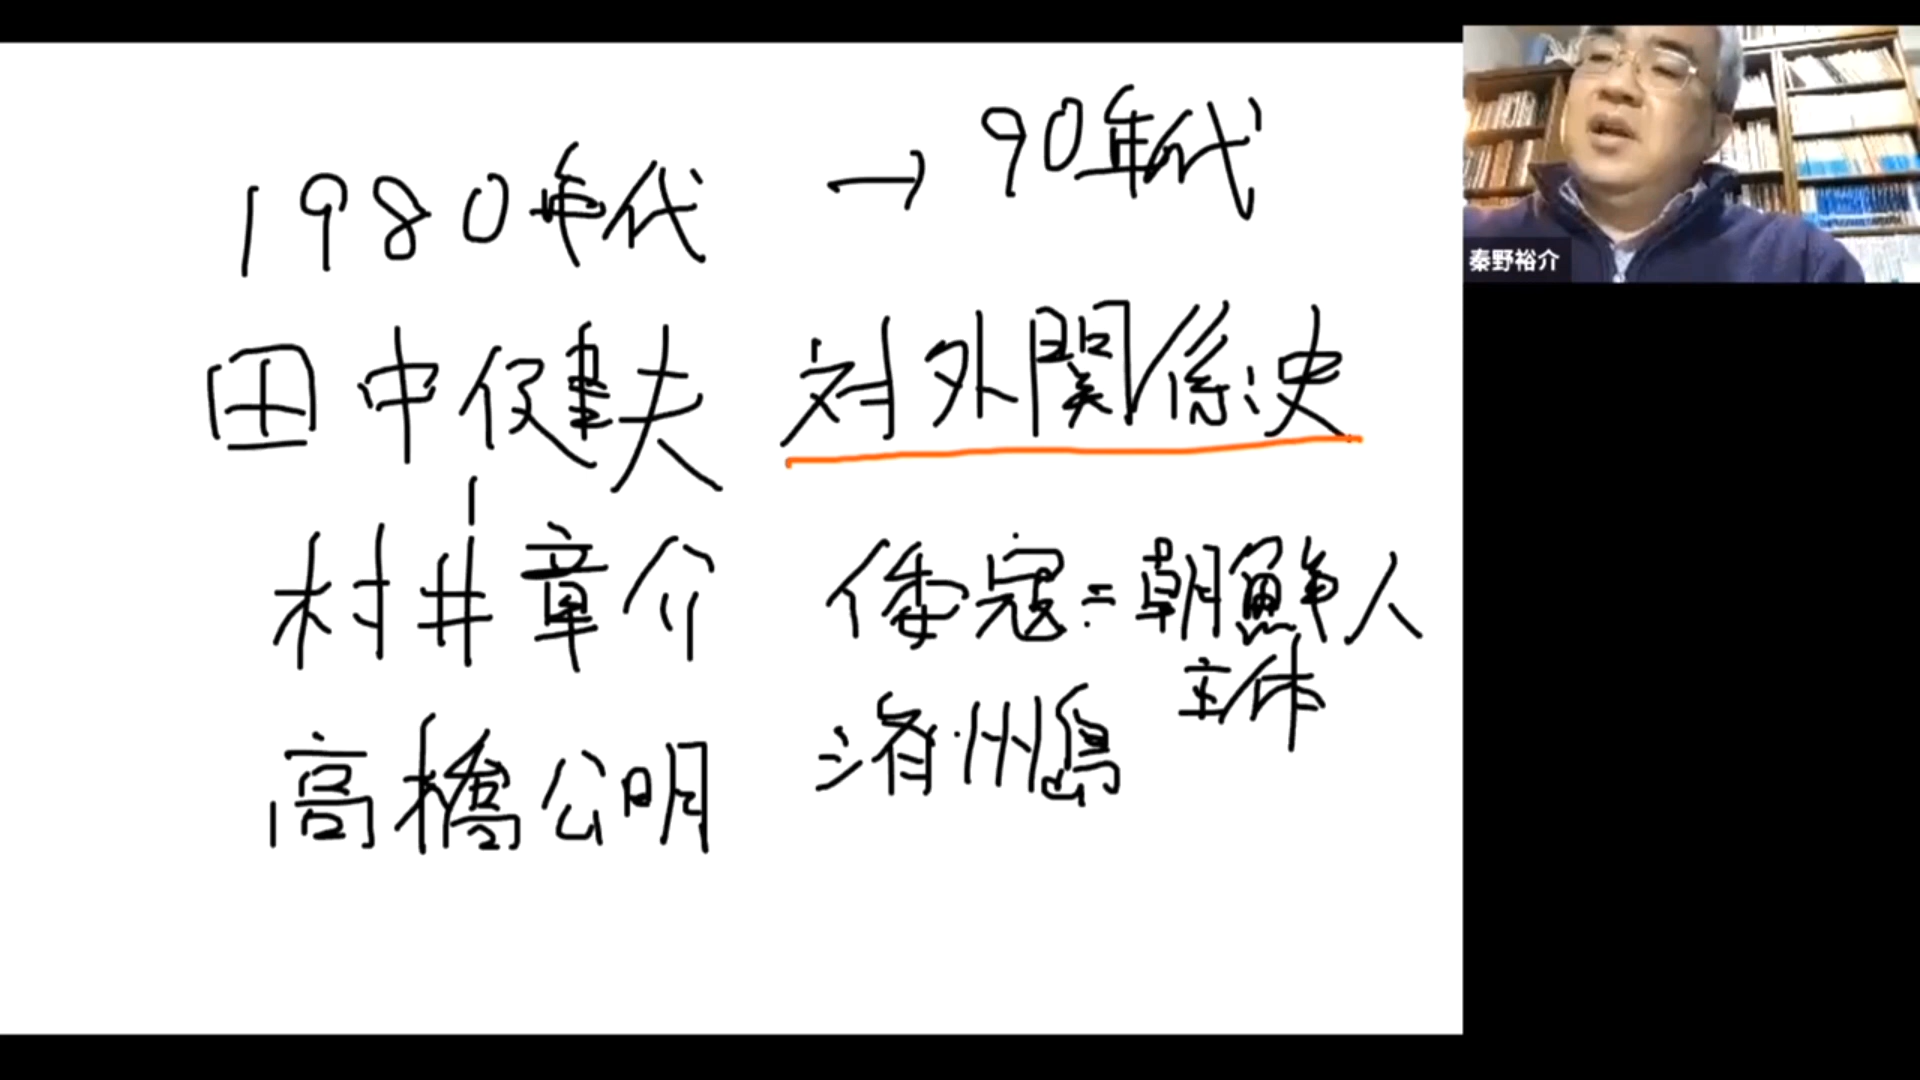 1980年代 → 90年代
田中健夫 対外関係史
村井章介 倭寇=朝鮮人
主体
高橋公明 済州島
秦野裕介